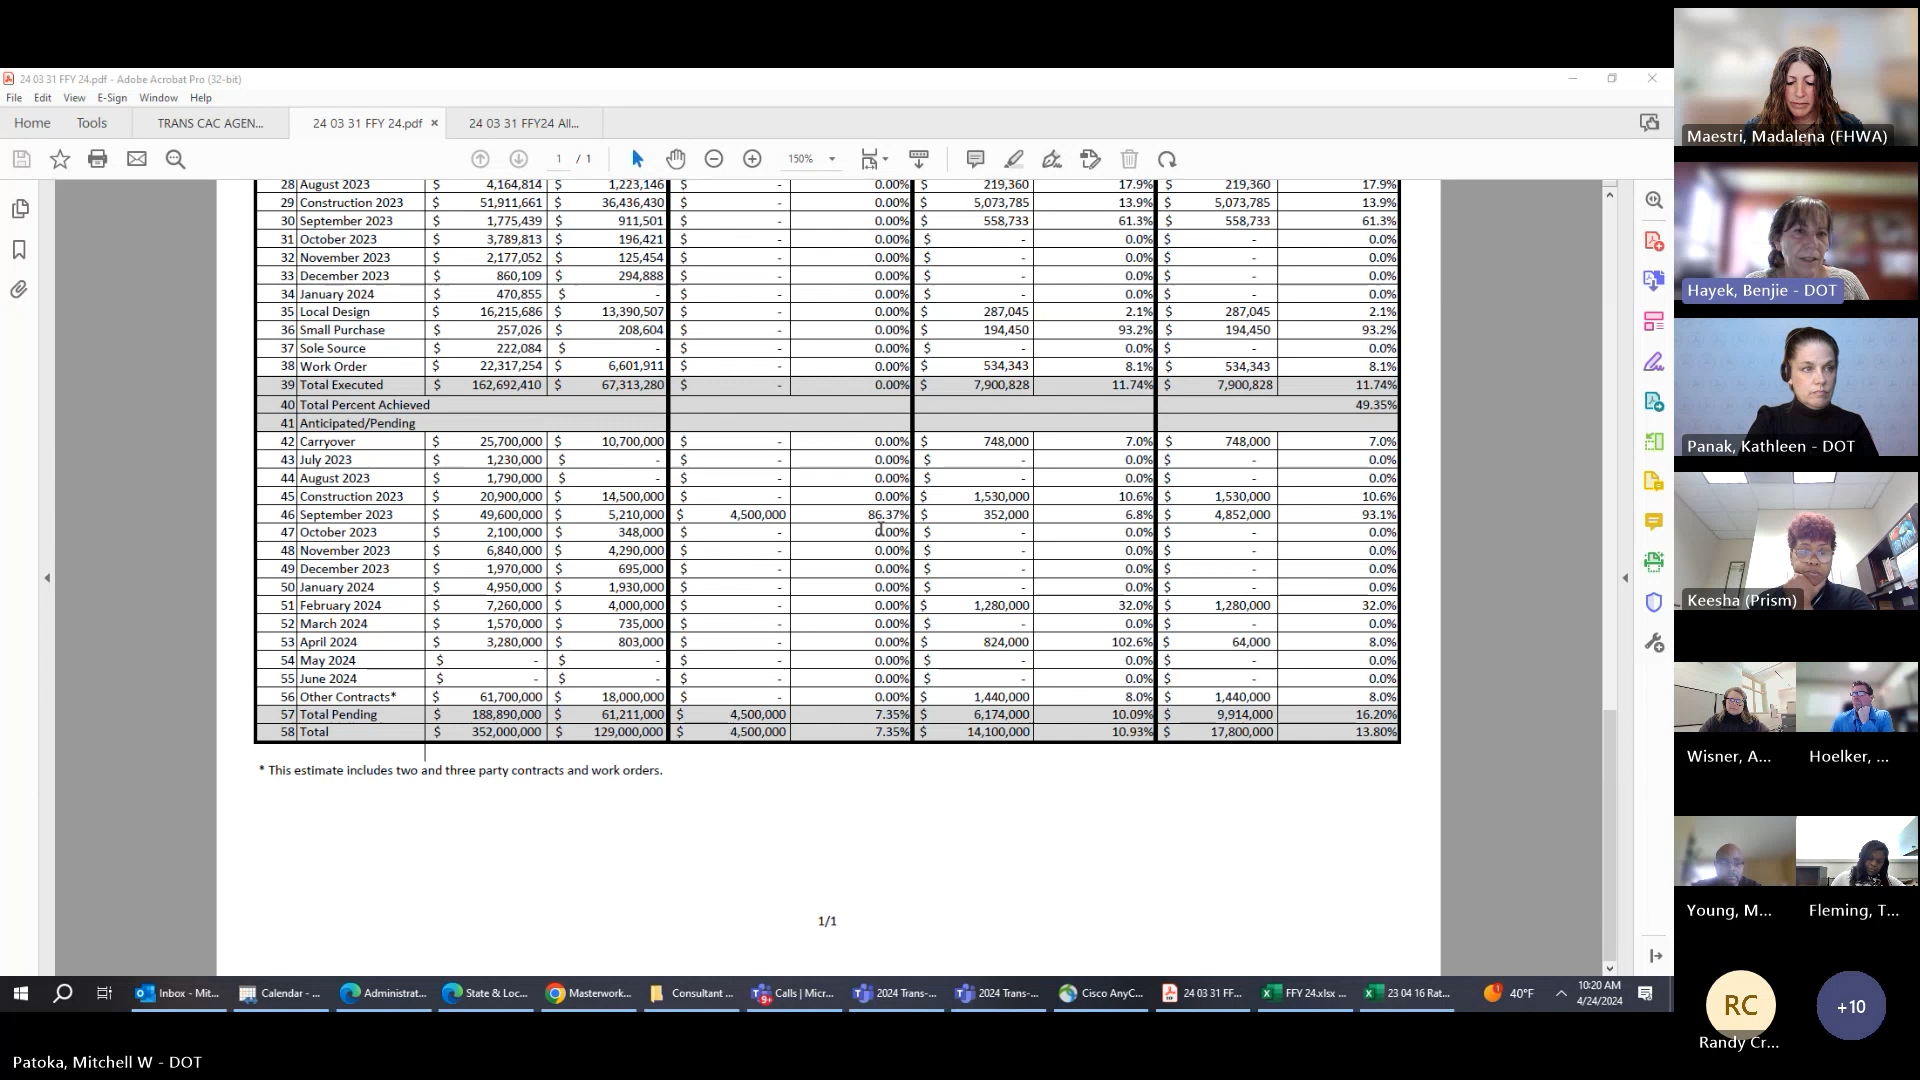 24 03 31 FFY 24.pdf - Adobe Acrobat Pro (32-bit)
File Edit View E-Sign Window Help
Home Tools TRANS CAC AGEN... 24 03 31 FFY 24.pdf × 24 03 31 FFY24 All...
1 / 1 150%
28 August 2023 $ 4,164,814 $ 1,223,146 $ - 0.00% $ 219,360 17.9% $ 219,360 17.9%
29 Construction 2023 $ 51,911,661 $ 36,436,430 $ - 0.00% $ 5,073,785 13.9% $ 5,073,785 13.9%
30 September 2023 $ 1,775,439 $ 911,501 $ - 0.00% $ 558,733 61.3% $ 558,733 61.3%
31 October 2023 $ 3,789,813 $ 196,421 $ - 0.00% $ - 0.0% $ - 0.0%
32 November 2023 $ 2,177,052 $ 125,454 $ - 0.00% $ - 0.0% $ - 0.0%
33 December 2023 $ 860,109 $ 294,888 $ - 0.00% $ - 0.0% $ - 0.0%
34 January 2024 $ 470,855 $ - $ - 0.00% $ - 0.0% $ - 0.0%
35 Local Design $ 16,215,686 $ 13,390,507 $ - 0.00% $ 287,045 2.1% $ 287,045 2.1%
36 Small Purchase $ 257,026 $ 208,604 $ - 0.00% $ 194,450 93.2% $ 194,450 93.2%
37 Sole Source $ 222,084 $ - $ - 0.00% $ - 0.0% $ - 0.0%
38 Work Order $ 22,317,254 $ 6,601,911 $ - 0.00% $ 534,343 8.1% $ 534,343 8.1%
39 Total Executed $ 162,692,410 $ 67,313,280 $ - 0.00% $ 7,900,828 11.74% $ 7,900,828 11.74%
40 Total Percent Achieved 49.35%
41 Anticipated/Pending
42 Carryover $ 25,700,000 $ 10,700,000 $ - 0.00% $ 748,000 7.0% $ 748,000 7.0%
43 July 2023 $ 1,230,000 $ - $ - 0.00% $ - 0.0% $ - 0.0%
44 August 2023 $ 1,790,000 $ - $ - 0.00% $ - 0.0% $ - 0.0%
45 Construction 2023 $ 20,900,000 $ 14,500,000 $ - 0.00% $ 1,530,000 10.6% $ 1,530,000 10.6%
46 September 2023 $ 49,600,000 $ 5,210,000 $ 4,500,000 86.37% $ 352,000 6.8% $ 4,852,000 93.1%
47 October 2023 $ 2,100,000 $ 348,000 $ - 0.00% $ - 0.0% $ - 0.0%
48 November 2023 $ 6,840,000 $ 4,290,000 $ - 0.00% $ - 0.0% $ - 0.0%
49 December 2023 $ 1,970,000 $ 695,000 $ - 0.00% $ - 0.0% $ - 0.0%
50 January 2024 $ 4,950,000 $ 1,930,000 $ - 0.00% $ - 0.0% $ - 0.0%
51 February 2024 $ 7,260,000 $ 4,000,000 $ - 0.00% $ 1,280,000 32.0% $ 1,280,000 32.0%
52 March 2024 $ 1,570,000 $ 735,000 $ - 0.00% $ - 0.0% $ - 0.0%
53 April 2024 $ 3,280,000 $ 803,000 $ - 0.00% $ 824,000 102.6% $ 64,000 8.0%
54 May 2024 $ - $ - $ - 0.00% $ - 0.0% $ - 0.0%
55 June 2024 $ - $ - $ - 0.00% $ - 0.0% $ - 0.0%
56 Other Contracts* $ 61,700,000 $ 18,000,000 $ - 0.00% $ 1,440,000 8.0% $ 1,440,000 8.0%
57 Total Pending $ 188,890,000 $ 61,211,000 $ 4,500,000 7.35% $ 6,174,000 10.09% $ 9,914,000 16.20%
58 Total $ 352,000,000 $ 129,000,000 $ 4,500,000 7.35% $ 14,100,000 10.93% $ 17,800,000 13.80%
* This estimate includes two and three party contracts and work orders.
1/1
Inbox - Mit... Calendar - ... Administrat... State & Loc... Masterwork... Consultant ... Calls | Micr... 2024 Trans-... 2024 Trans-... Cisco AnyC... 24 03 31 FF... FFY 24.xlsx ... 23 04 16 Rat... 40°F 10:20 AM
4/24/2024
Patoka, Mitchell W - DOT
Maestri, Madalena (FHWA)
Hayek, Benjie - DOT
Panak, Kathleen - DOT
Keesha (Prism)
Wisner, A... Hoelker, ...
Young, M... Fleming, T...
RC +10
Randy Cr...